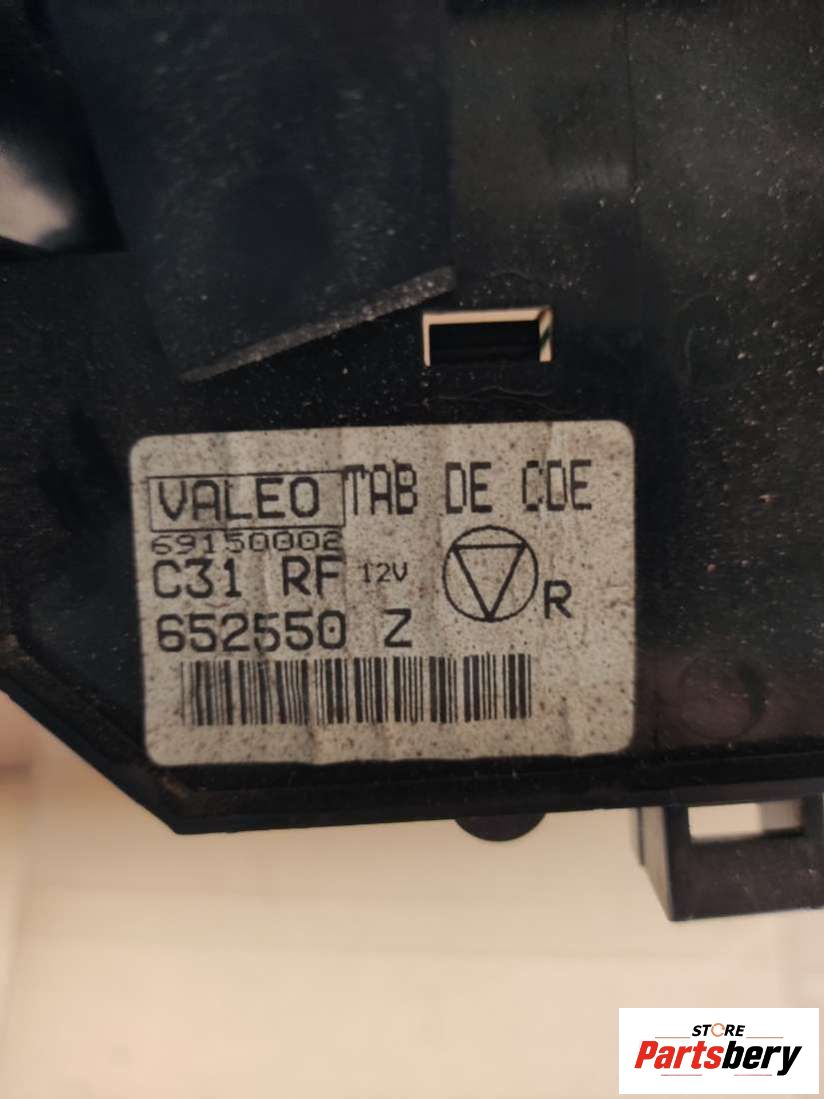 VALEO TAB DE CDE
69150002
C31 RF 12V
652550 Z R
STORE
Partsbery